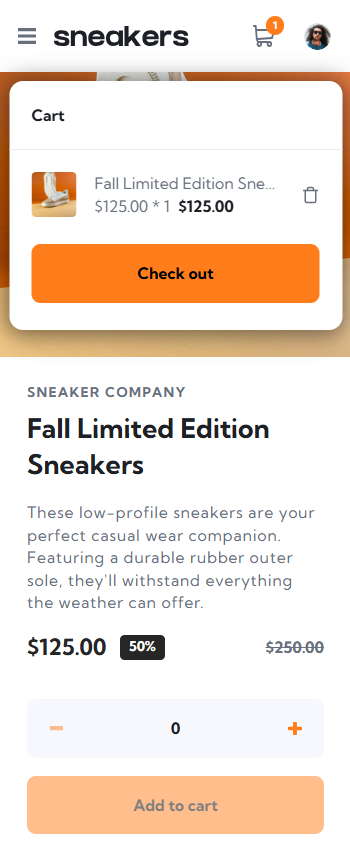 sneakers
1
Cart
Fall Limited Edition Sne...
$125.00 * 1 $125.00
Check out
SNEAKER COMPANY
Fall Limited Edition
Sneakers
These low-profile sneakers are your
perfect casual wear companion.
Featuring a durable rubber outer
sole, they'll withstand everything
the weather can offer.
$125.00 50% $250.00
0
Add to cart